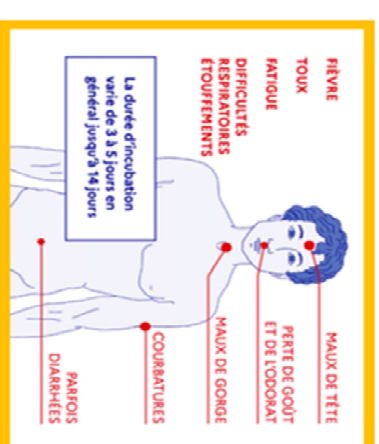 FIÈVRE
TOUX
FATIGUE
DIFFICULTÉS
RESPIRATOIRES
ÉTOUFFEMENTS
La durée d'incubation
varie de 3 à 5 jours en
général jusqu'à 14 jours
MAUX DE TÊTE
PERTE DE GOÛT
ET DE L'ODORAT
MAUX DE GORGE
COURBATURES
PARFOIS
DIARRHÉES